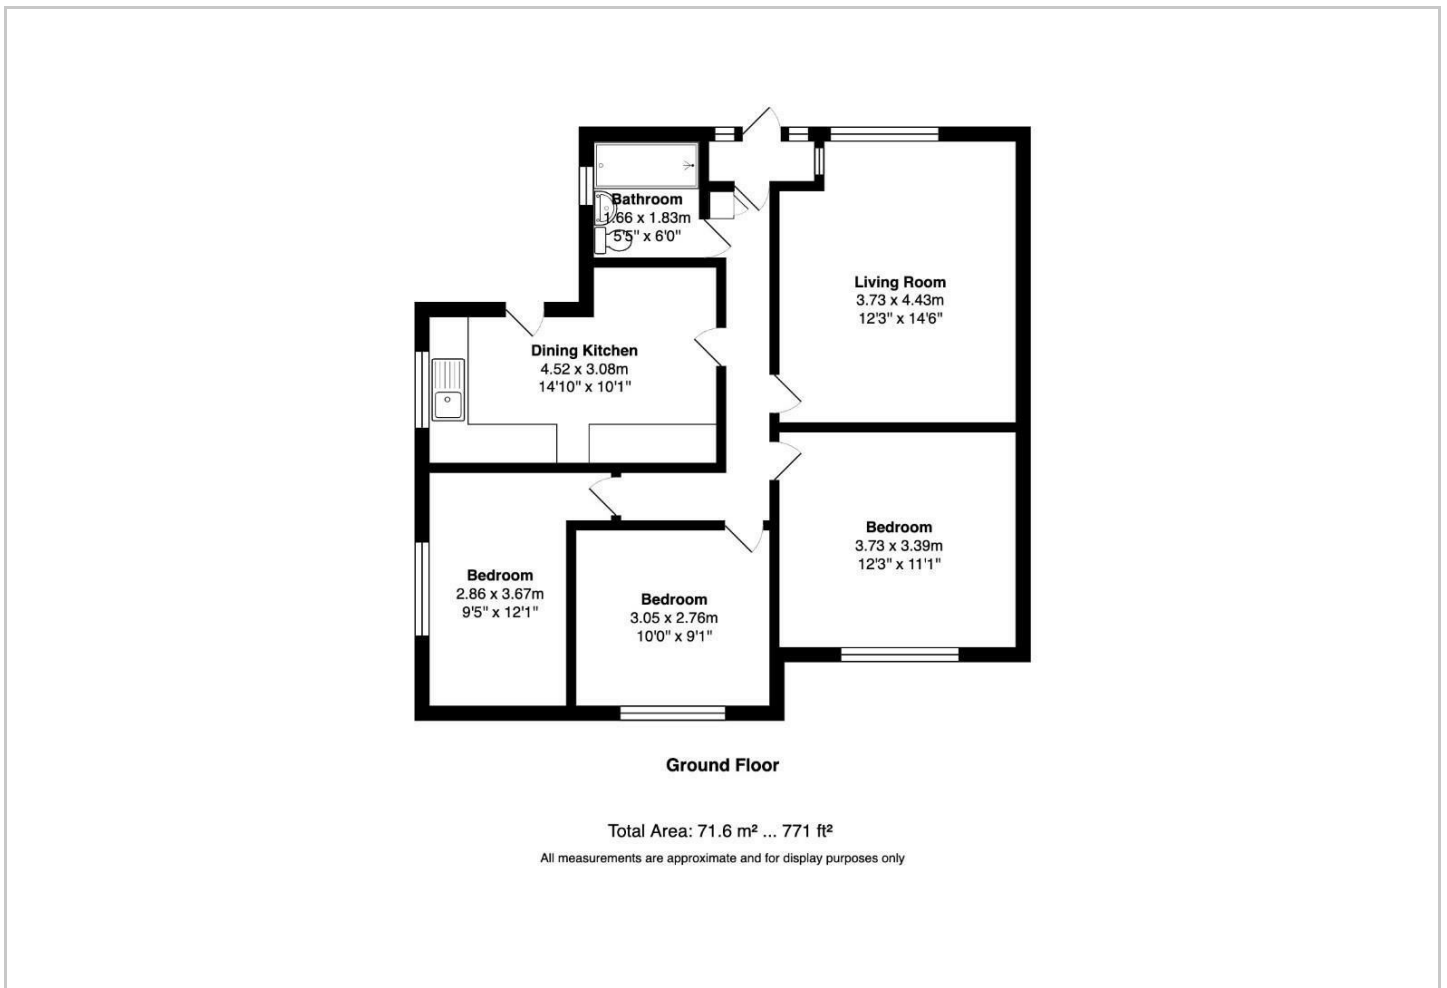 Bathroom
1.66 x 1.83m
5'5" x 6'0"
Living Room
3.73 x 4.43m
12'3" x 14'6"
Dining Kitchen
4.52 x 3.08m
14'10" x 10'1"
Bedroom
3.73 x 3.39m
12'3" x 11'1"
Bedroom
2.86 x 3.67m
9'5" x 12'1"
Bedroom
3.05 x 2.76m
10'0" x 9'1"
Ground Floor
Total Area: 71.6 m² ... 771 ft²
All measurements are approximate and for display purposes only